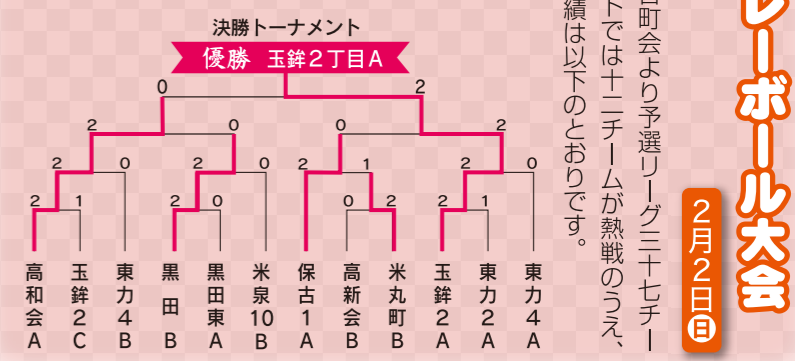 レーボール大会
2月2日㊐
町会より予選リーグ三十七チー
では十二チームが熱戦のうえ、
績は以下のとおりです。
決勝トーナメント
優勝 玉鉾2丁目A
0 2
2 0 0 2
2 0 2 0 2 1 2 0
2 1 2 0 0 2 2 1
高和会A
玉鉾2C
東力4B
黒田B
黒田東A
米泉10B
保古1A
高新会B
米丸町B
玉鉾2A
東力2A
東力4A